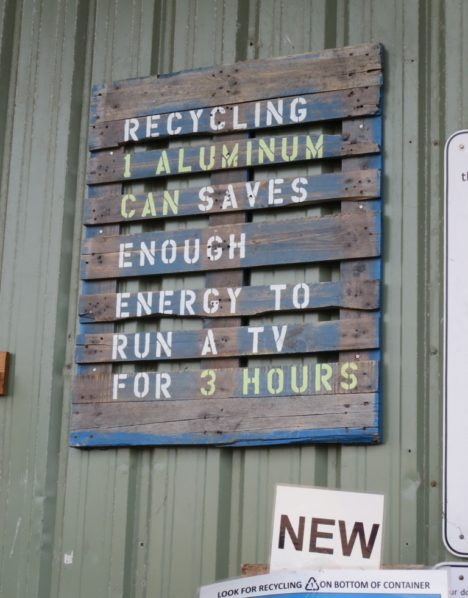 RECYCLING
1 ALUMINUM
CAN SAVES
ENOUGH
ENERGY TO
RUN A TV
FOR 3 HOURS
NEW
LOOK FOR RECYCLING ON BOTTOM OF CONTAINER